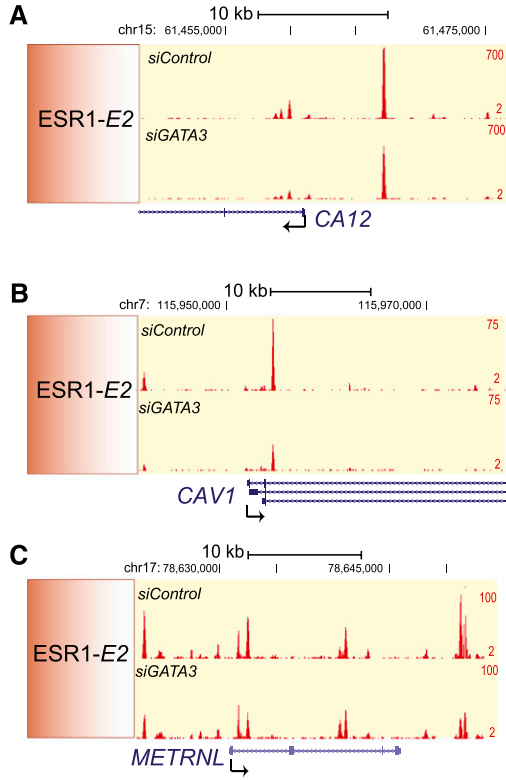 A
10 kb
chr15: 61,455,000 61,475,000
siControl 700
ESR1-E2
2
siGATA3 700
2
CA12
B
10 kb
chr7: 115,950,000 115,970,000
siControl 75
2
ESR1-E2
siGATA3 75
2
CAV1
C
10 kb
chr17: 78,630,000 78,645,000
siControl 100
ESR1-E2 2
siGATA3 100
2
METRNL